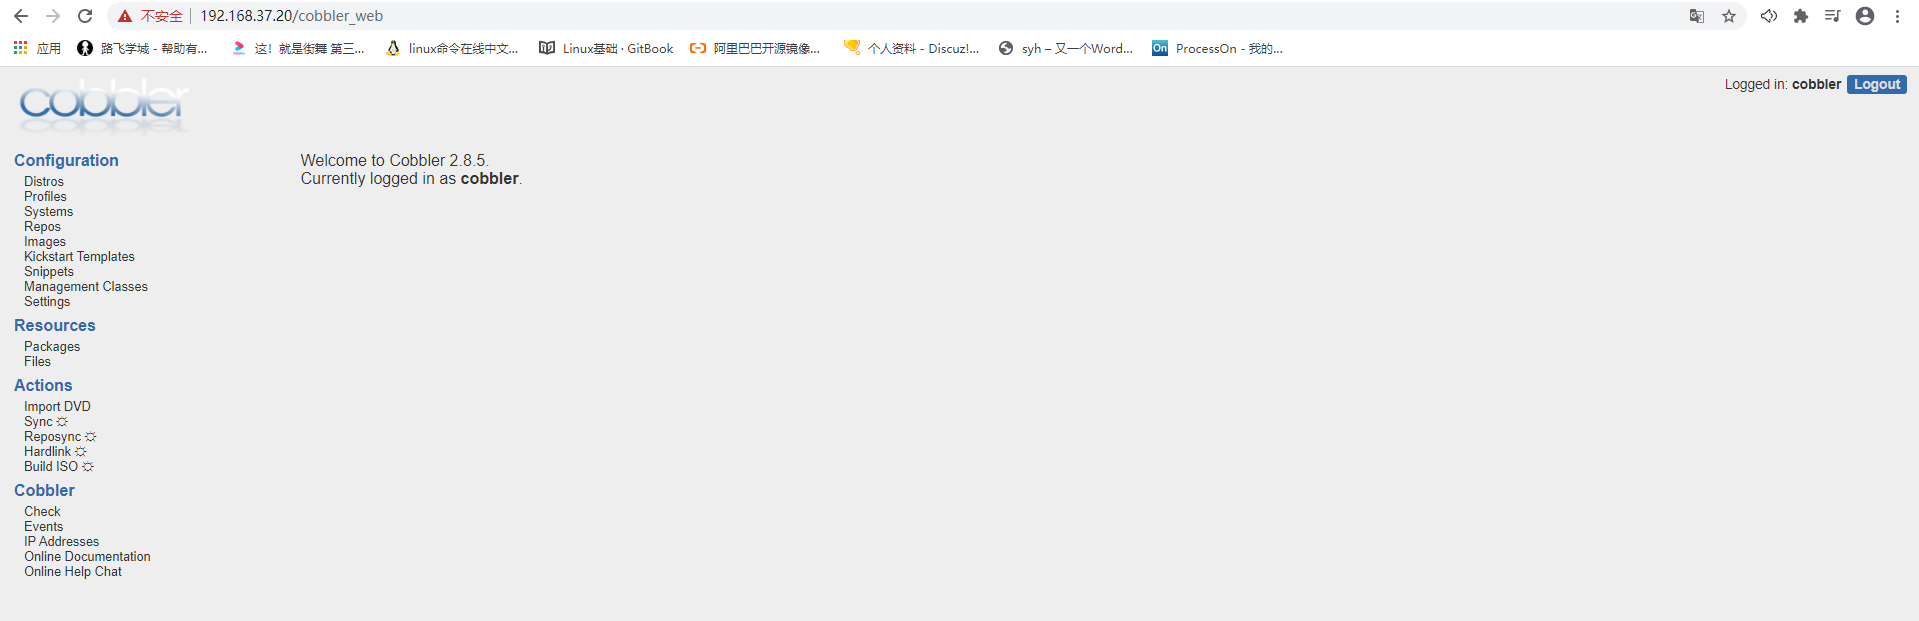 不安全 192.168.37.20/cobbler_web
应用 路飞学城 - 帮助有... 这！就是街舞 第三... linux命令在线中文... Linux基础 · GitBook 阿里巴巴开源镜像... 个人资料 - Discuz!... syh – 又一个Word... On ProcessOn - 我的...
cobbler
Logged in: cobbler Logout
Configuration
Distros
Profiles
Systems
Repos
Images
Kickstart Templates
Snippets
Management Classes
Settings
Resources
Packages
Files
Actions
Import DVD
Sync
Reposync
Hardlink
Build ISO
Cobbler
Check
Events
IP Addresses
Online Documentation
Online Help Chat
Welcome to Cobbler 2.8.5.
Currently logged in as cobbler.